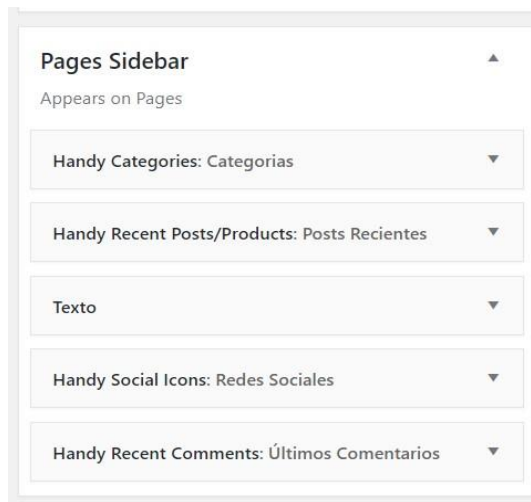 Pages Sidebar
Appears on Pages
Handy Categories: Categorias
Handy Recent Posts/Products: Posts Recientes
Texto
Handy Social Icons: Redes Sociales
Handy Recent Comments: Últimos Comentarios